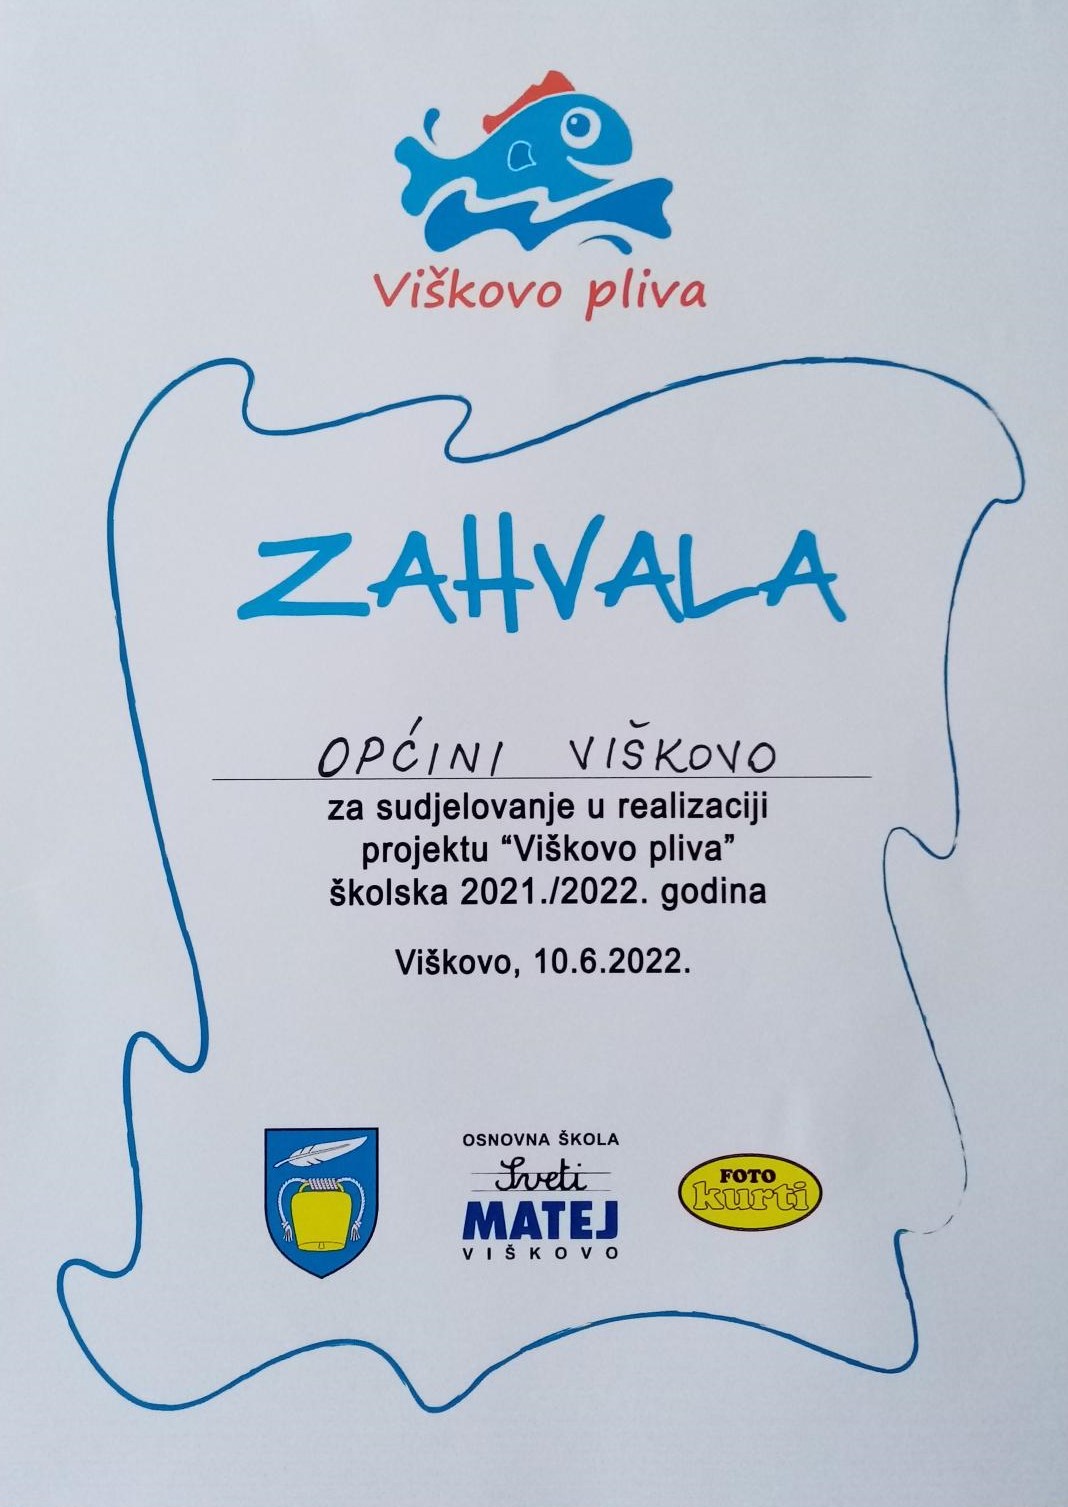 Viškovo pliva
ZAHVALA
OPĆINI VIŠKOVO
za sudjelovanje u realizaciji
projektu “Viškovo pliva”
školska 2021./2022. godina
Viškovo, 10.6.2022.
OSNOVNA ŠKOLA
Sveti
MATEJ
VIŠKOVO
FOTO
kurti